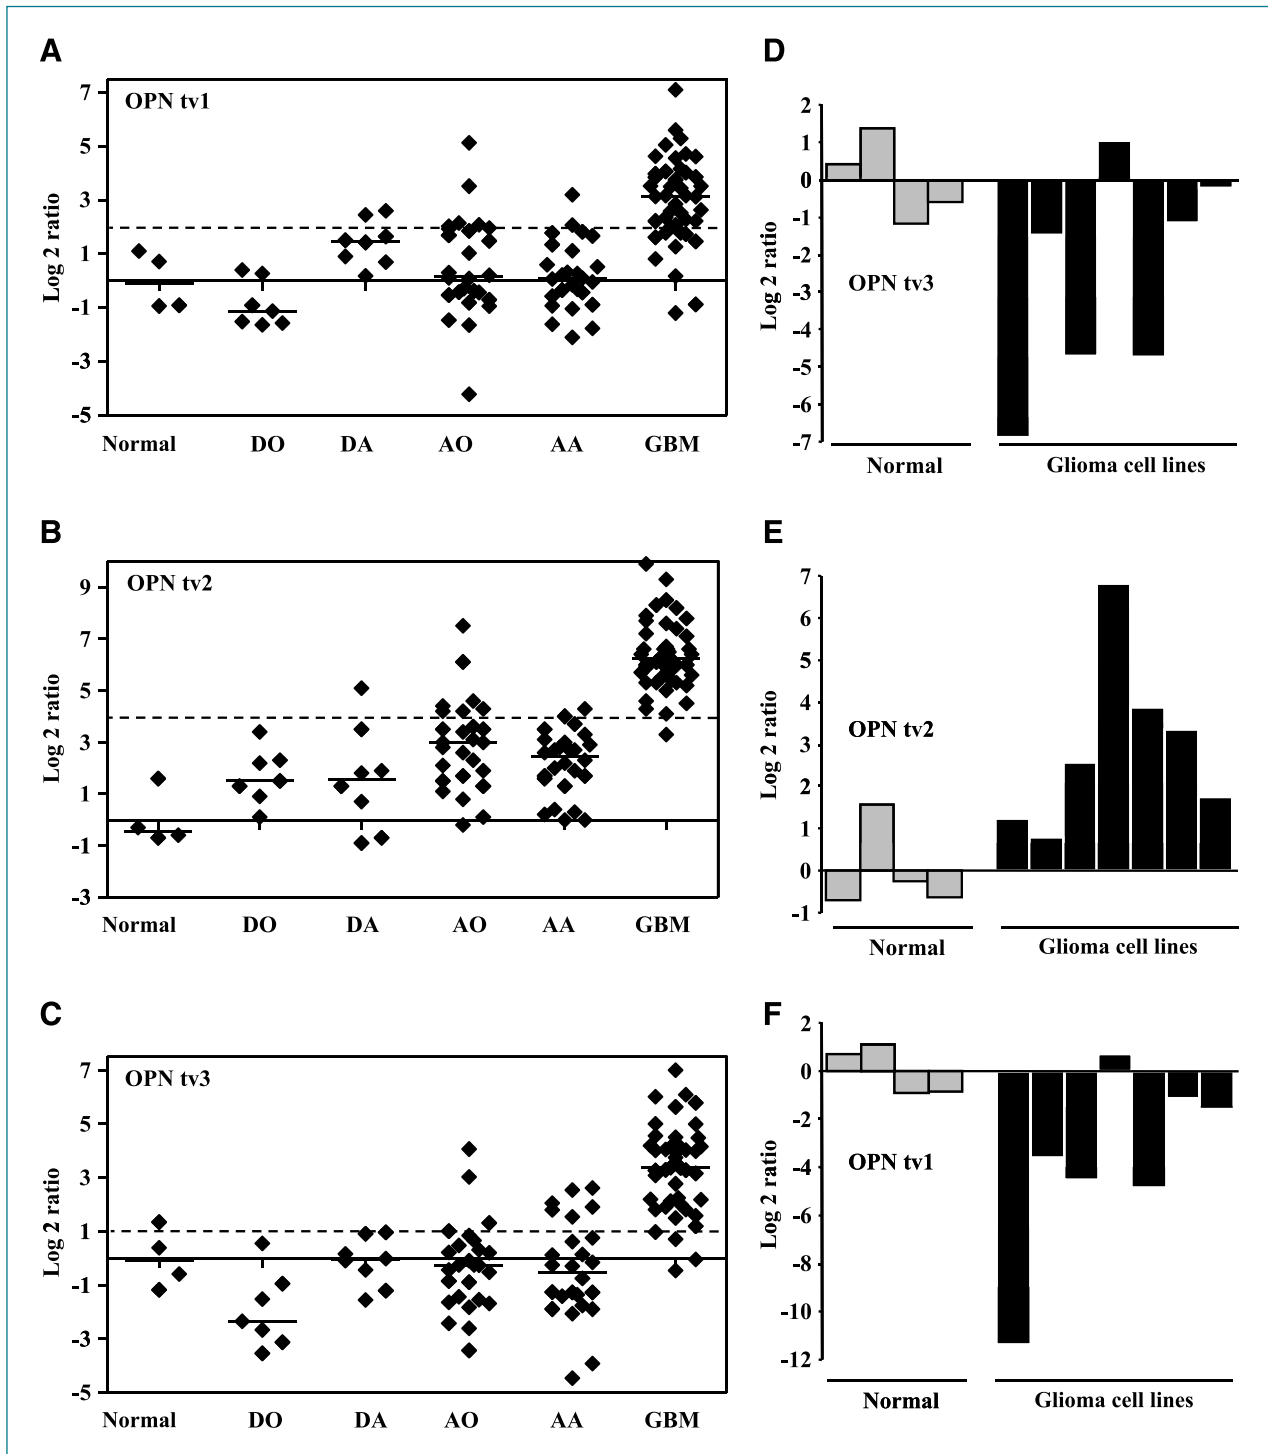 A
OPN tv1
Log 2 ratio
7
5
3
1
-1
-3
-5
Normal DO DA AO AA GBM
B
OPN tv2
Log 2 ratio
9
7
5
3
1
-1
-3
Normal DO DA AO AA GBM
C
OPN tv3
Log 2 ratio
7
5
3
1
-1
-3
-5
Normal DO DA AO AA GBM
D
OPN tv3
Log 2 ratio
2
1
0
-1
-2
-3
-4
-5
-6
-7
Normal Glioma cell lines
E
OPN tv2
Log 2 ratio
7
6
5
4
3
2
1
0
-1
Normal Glioma cell lines
F
OPN tv1
Log 2 ratio
2
0
-2
-4
-6
-8
-10
-12
Normal Glioma cell lines